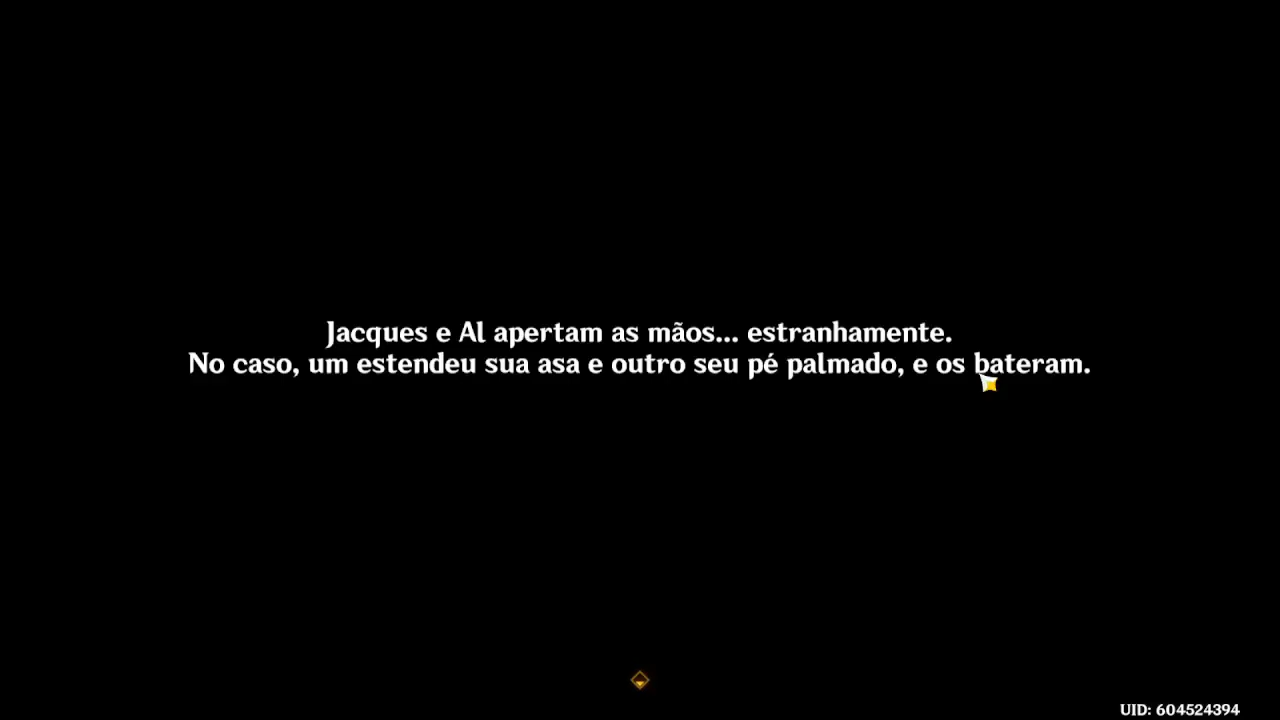 Jacques e Al apertam as mãos... estranhamente.
No caso, um estendeu sua asa e outro seu pé palmado, e os bateram.
UID: 604524394